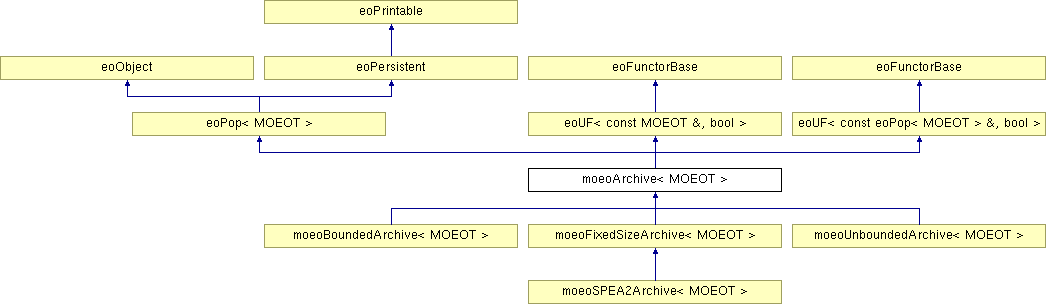 eoPrintable
eoObject
eoPersistent
eoFunctorBase
eoFunctorBase
eoPop< MOEOT >
eoUF< const MOEOT &, bool >
eoUF< const eoPop< MOEOT > &, bool >
moeoArchive< MOEOT >
moeoBoundedArchive< MOEOT >
moeoFixedSizeArchive< MOEOT >
moeoUnboundedArchive< MOEOT >
moeoSPEA2Archive< MOEOT >